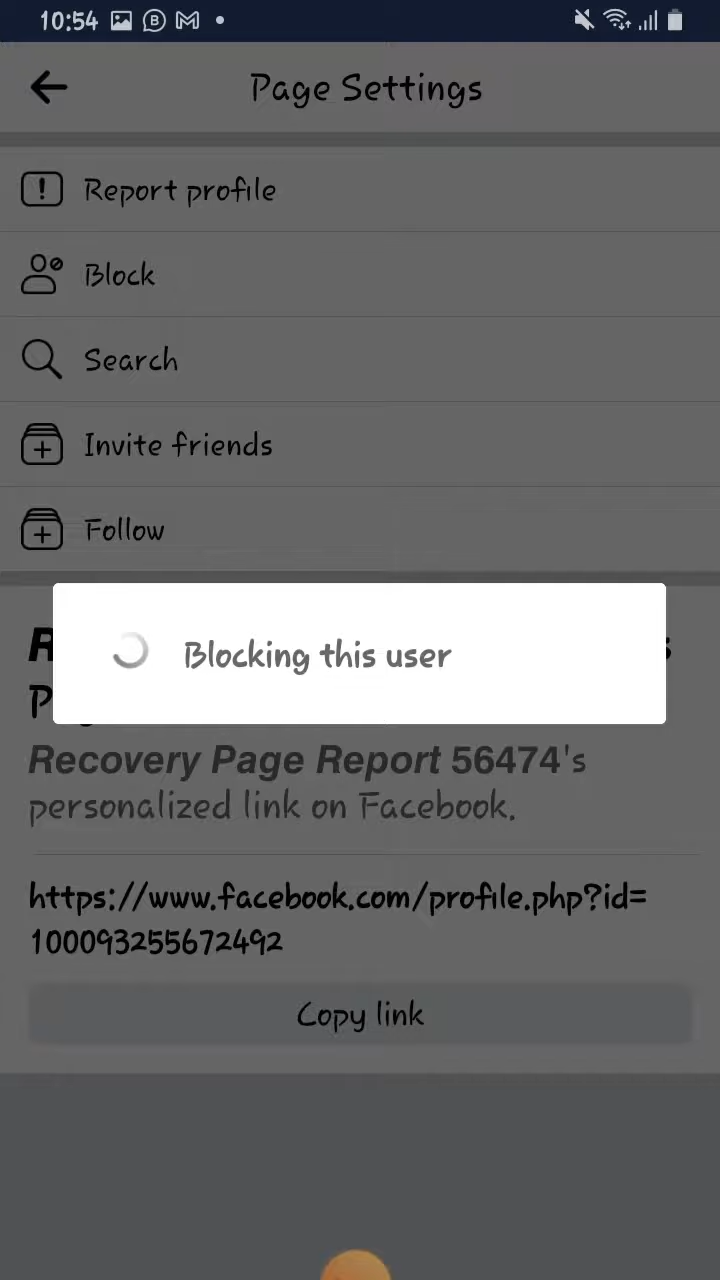 10:54
Page Settings
Report profile
Block
Search
Invite friends
Follow
Blocking this user
Recovery Page Report 56474's
personalized link on Facebook.
https://www.facebook.com/profile.php?id=
100093255672492
Copy link